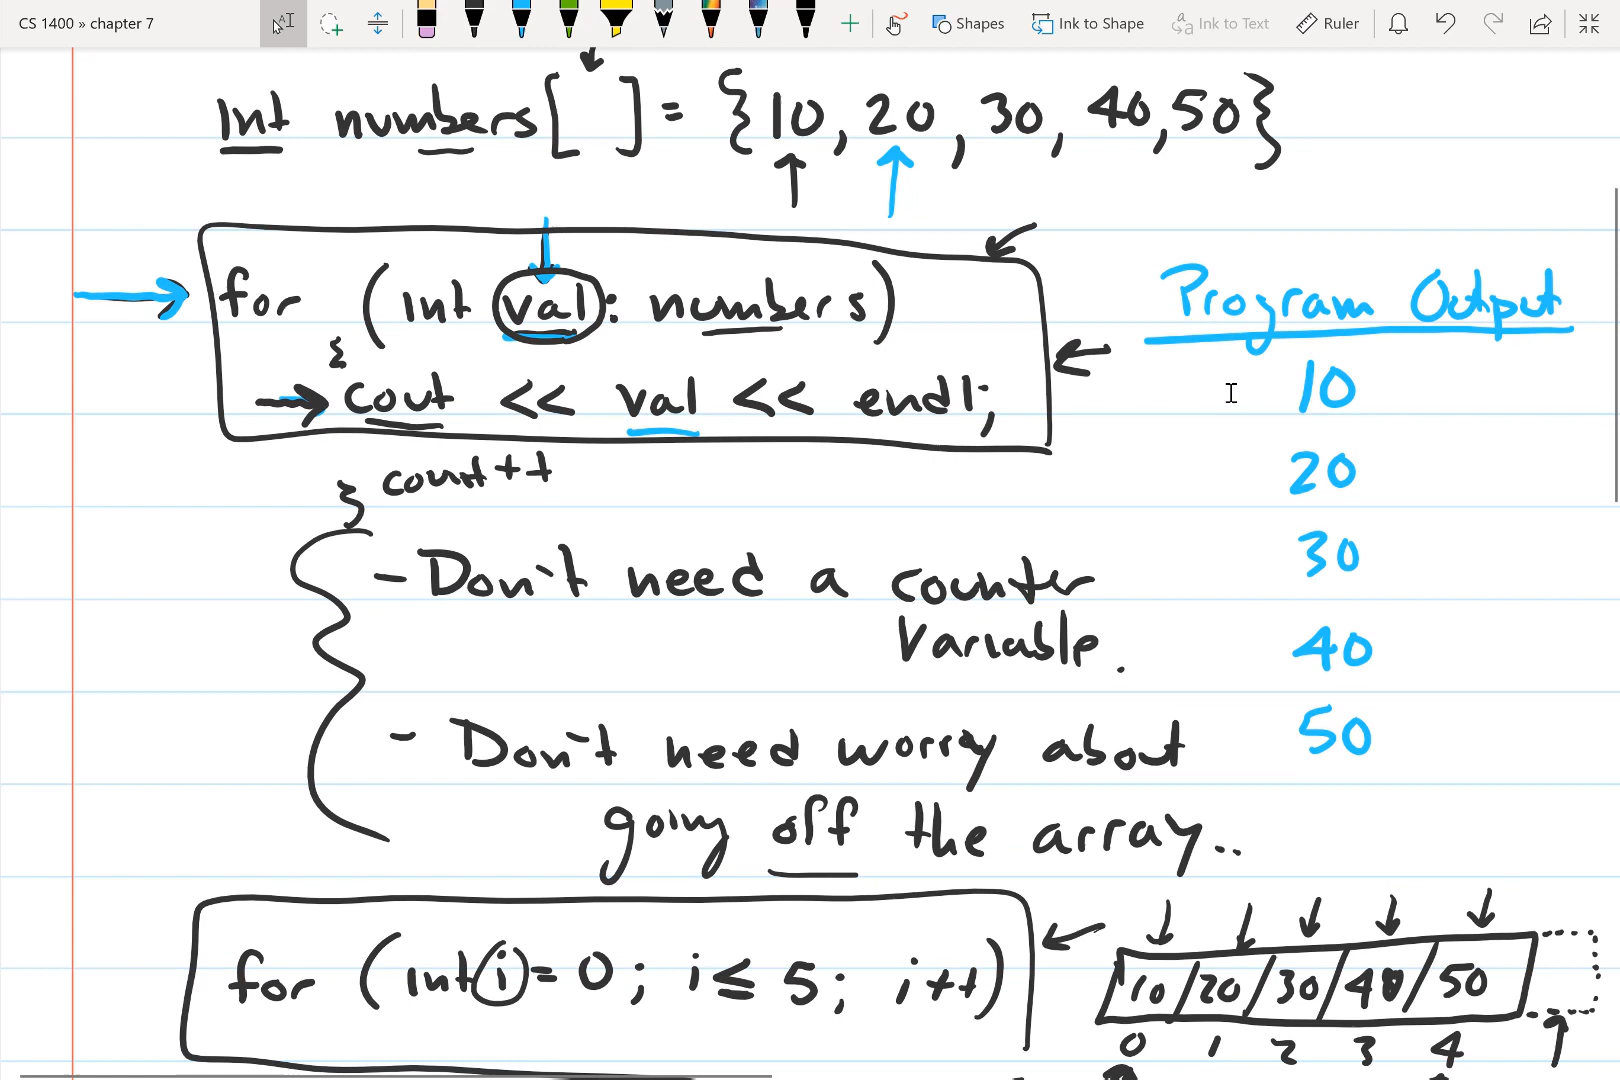 CS 1400 » chapter 7
Shapes
Ink to Shape
Ink to Text
Ruler
Int numbers[ ] = {10, 20, 30, 40, 50}
for (int val : numbers)
{
cout << val << endl;
count++
}
Program Output
10
20
30
40
50
- Don't need a counter
variable.
- Don't need worry about
going off the array..
for (int i = 0; i ≤ 5; i++)
10 20 30 40 50
0 1 2 3 4